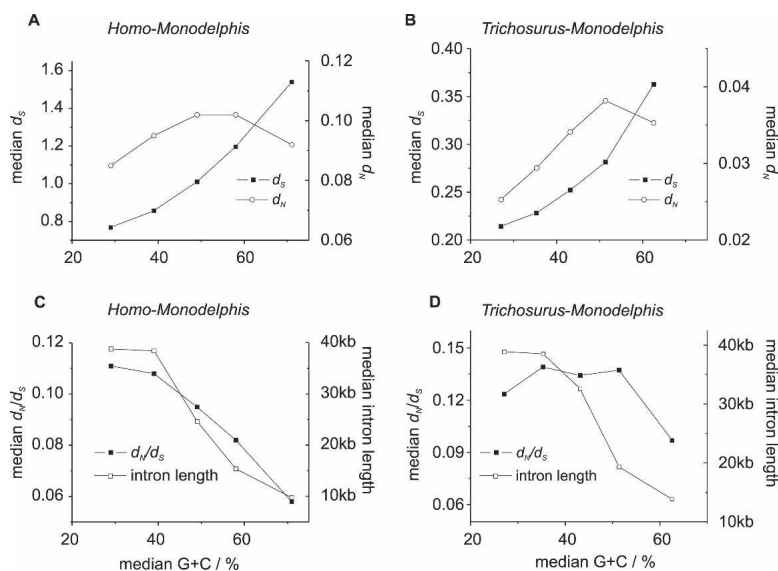 A
Homo-Monodelphis
median dS
1.6
1.4
1.2
1.0
0.8
0.12
0.10
0.08
0.06
median dN
dS
dN
20
40
60
B
Trichosurus-Monodelphis
median dS
0.40
0.35
0.30
0.25
0.20
0.04
0.03
0.02
median dN
dS
dN
20
40
60
C
Homo-Monodelphis
median dN/dS
0.12
0.10
0.08
0.06
40kb
30kb
20kb
10kb
median intron length
dN/dS
intron length
20
40
60
median G+C / %
D
Trichosurus-Monodelphis
median dN/dS
0.15
0.12
0.09
0.06
40kb
30kb
20kb
10kb
median intron length
dN/dS
intron length
20
40
60
median G+C / %